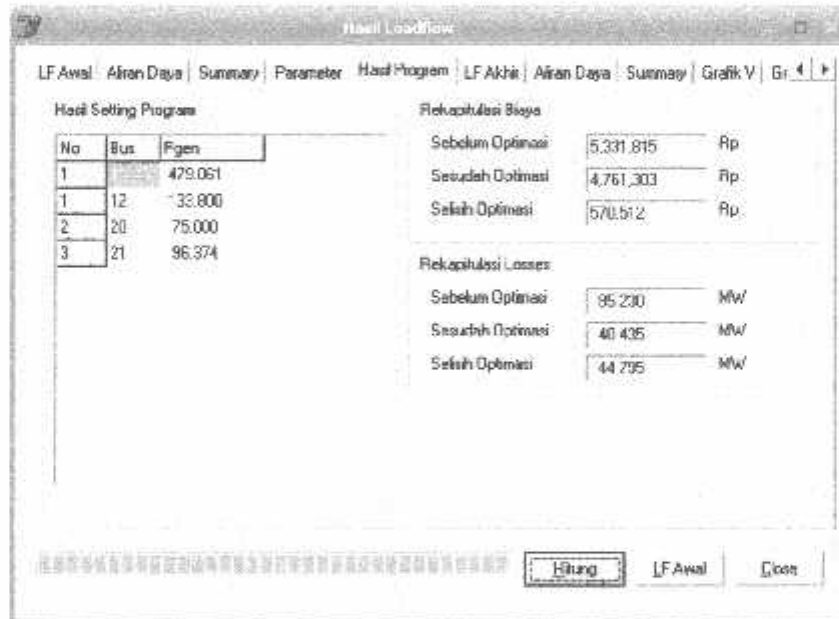 Hasil Loadflow
LF Awal Aliran Daya Summary Parameter Hasil Program LF Akhir Aliran Daya Summary Grafik V Gr
Hasil Setting Program
No Bus Pgen
1 479.061
1 12 133.800
2 20 75.000
3 21 96.374
Rekapitulasi Biaya
Sebelum Optimasi 5,331,815 Rp
Sesudah Optimasi 4,761,303 Rp
Selisih Optimasi 570,512 Rp
Rekapitulasi Losses
Sebelum Optimasi 85.230 MW
Sesudah Optimasi 40.435 MW
Selisih Optimasi 44.795 MW
Hitung LF Awal Close